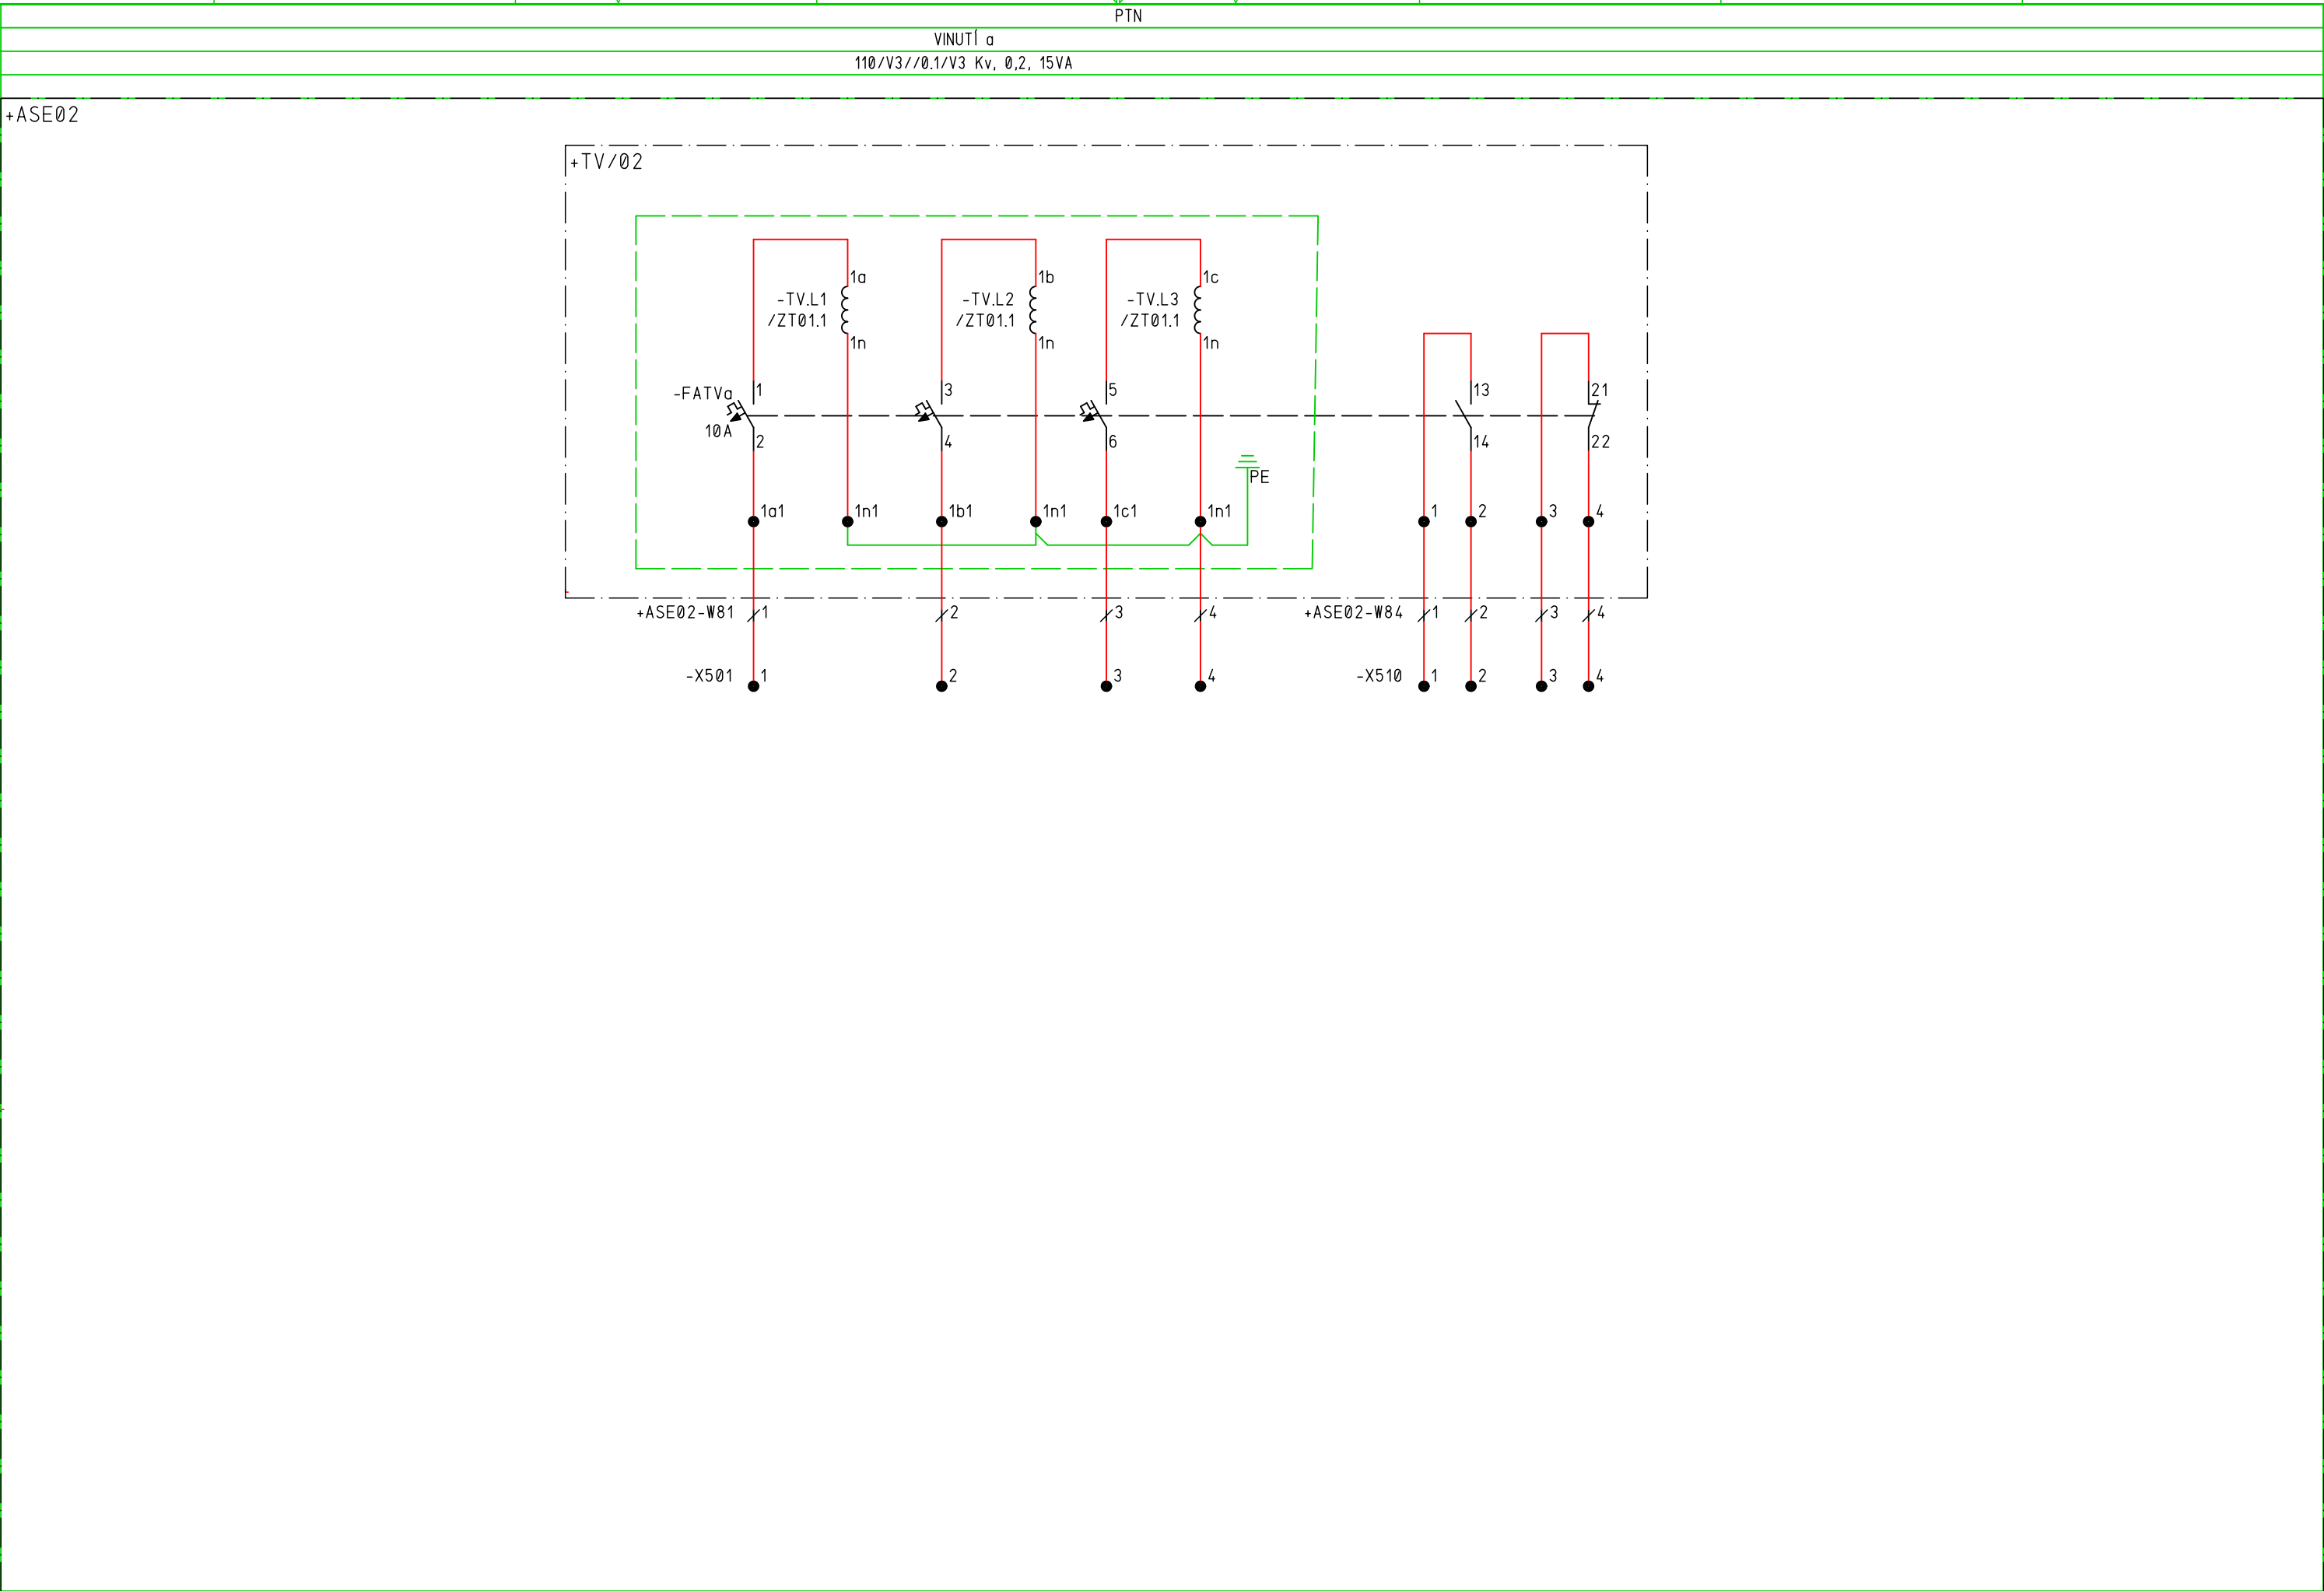 PTN
VINUTÍ a
110/V3//0.1/V3 Kv, 0,2, 15VA
+ASE02
+TV/02
1a 1b 1c
-TV.L1 -TV.L2 -TV.L3
/ZT01.1 /ZT01.1 /ZT01.1
1n 1n 1n
-FATVa 1 3 5 13 21
10A 2 4 6 14 22
PE
1a1 1n1 1b1 1n1 1c1 1n1 1 2 3 4
+ASE02-W81 1 2 3 4 +ASE02-W84 1 2 3 4
-X501 1 2 3 4 -X510 1 2 3 4